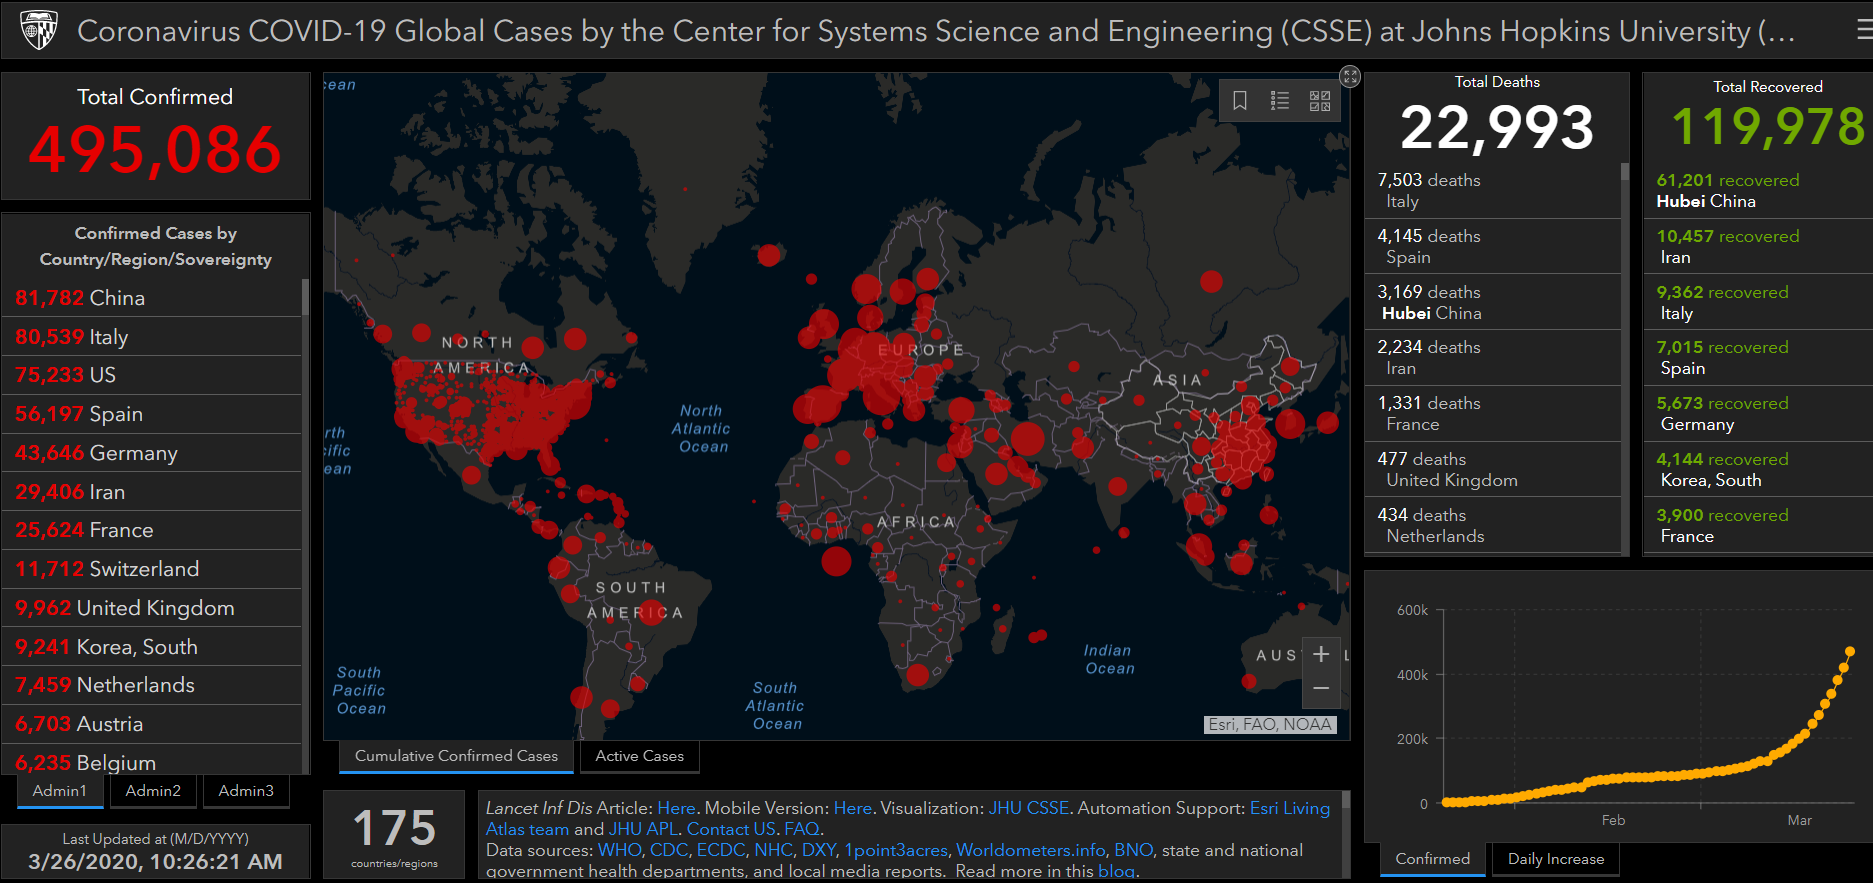 Coronavirus COVID-19 Global Cases by the Center for Systems Science and Engineering (CSSE) at Johns Hopkins University (...
Total Confirmed
495,086
Confirmed Cases by
Country/Region/Sovereignty
81,782 China
80,539 Italy
75,233 US
56,197 Spain
43,646 Germany
29,406 Iran
25,624 France
11,712 Switzerland
9,962 United Kingdom
9,241 Korea, South
7,459 Netherlands
6,703 Austria
6,235 Belgium
Admin1
Admin2
Admin3
Last Updated at (M/D/YYYY)
3/26/2020, 10:26:21 AM
cean
NORTH
AMERICA
EUROPE
ASIA
North
Atlantic
Ocean
rth
cific
ean
AFRICA
SOUTH
AMERICA
South
Pacific
Ocean
South
Atlantic
Ocean
Indian
Ocean
AUS
L
+
−
Esri, FAO, NOAA
Cumulative Confirmed Cases
Active Cases
175
countries/regions
Lancet Inf Dis Article: Here. Mobile Version: Here. Visualization: JHU CSSE. Automation Support: Esri Living
Atlas team and JHU APL. Contact US. FAQ.
Data sources: WHO, CDC, ECDC, NHC, DXY, 1point3acres, Worldometers.info, BNO, state and national
government health departments, and local media reports. Read more in this blog.
Total Deaths
22,993
7,503 deaths
Italy
4,145 deaths
Spain
3,169 deaths
Hubei China
2,234 deaths
Iran
1,331 deaths
France
477 deaths
United Kingdom
434 deaths
Netherlands
Total Recovered
119,978
61,201 recovered
Hubei China
10,457 recovered
Iran
9,362 recovered
Italy
7,015 recovered
Spain
5,673 recovered
Germany
4,144 recovered
Korea, South
3,900 recovered
France
600k
400k
200k
0
Feb
Mar
Confirmed
Daily Increase